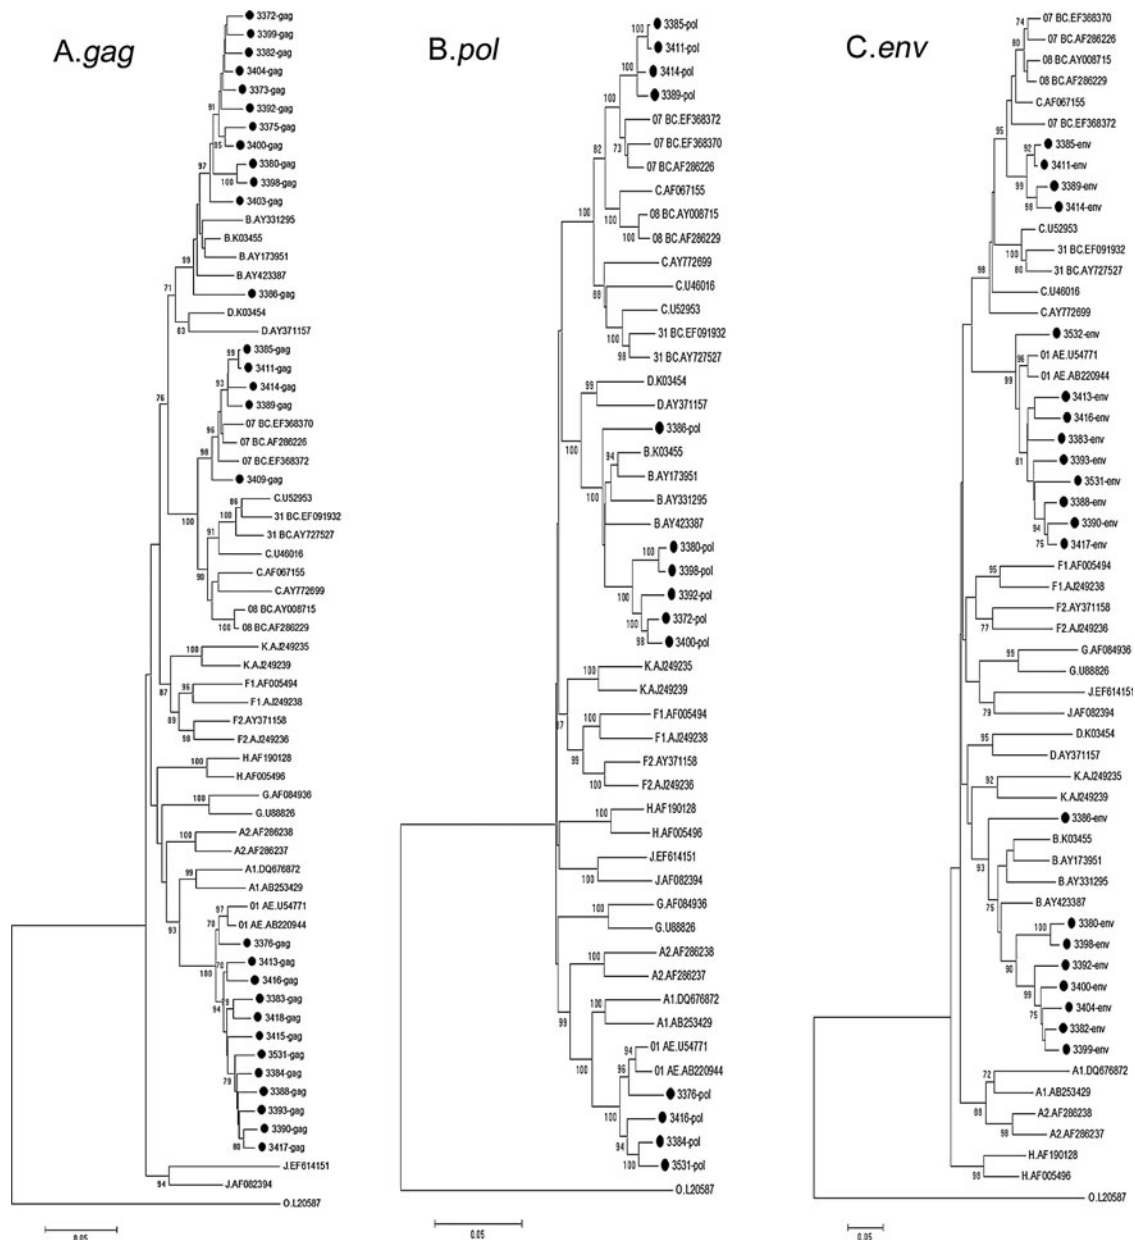 A.gag
3372-gag
3399-gag
3382-gag
3404-gag
3373-gag
91
3392-gag
3375-gag
85
3400-gag
3380-gag
97
100
3398-gag
3403-gag
B.AY331295
B.K03455
B.AY173951
99
B.AY423387
71
3386-gag
D.K03454
83
D.AY371157
99
3385-gag
3411-gag
93
3414-gag
76
3389-gag
96
07 BC.EF368370
07 BC.AF286226
98
07 BC.EF368372
3409-gag
86
C.U52953
100
31 BC.EF091932
100
91
31 BC.AY727527
C.U46016
90
C.AF067155
C.AY772699
08 BC.AY008715
100
08 BC.AF286229
100
K.AJ249235
K.AJ249239
87
96
F1.AF005494
F1.AJ249238
89
F2.AY371158
98
F2.AJ249236
100
H.AF190128
H.AF005496
100
G.AF084936
G.U88826
100
A2.AF286238
A2.AF286237
99
A1.DQ676872
A1.AB253429
97
01 AE.U54771
78
01 AE.AB220944
93
3376-gag
70
3413-gag
100
3416-gag
9
3383-gag
94
3418-gag
3415-gag
3531-gag
79
3384-gag
3388-gag
3393-gag
3390-gag
80
3417-gag
J.EF614151
94
J.AF082394
O.L20587
0.05
B.pol
100
3385-pol
3411-pol
100
3414-pol
100
3389-pol
07 BC.EF368372
82
73
07 BC.EF368370
07 BC.AF286226
C.AF067155
100
100
08 BC.AY008715
100
08 BC.AF286229
C.AY772699
88
C.U46016
C.U52953
100
31 BC.EF091932
98
31 BC.AY727527
99
D.K03454
D.AY371157
100
3386-pol
94
B.K03455
B.AY173951
100
B.AY331295
B.AY423387
100
3380-pol
3398-pol
100
3392-pol
100
3372-pol
98
3400-pol
100
K.AJ249235
K.AJ249239
87
100
F1.AF005494
F1.AJ249238
99
F2.AY371158
100
F2.AJ249236
100
H.AF190128
H.AF005496
J.EF614151
100
J.AF082394
100
G.AF084936
G.U88826
100
A2.AF286238
A2.AF286237
99
100
A1.DQ676872
A1.AB253429
100
94
01 AE.U54771
96
01 AE.AB220944
3376-pol
100
3416-pol
94
3384-pol
100
3531-pol
O.L20587
0.05
C.env
74
07 BC.EF368370
80
07 BC.AF286226
08 BC.AY008715
08 BC.AF286229
C.AF067155
95
07 BC.EF368372
92
3385-env
3411-env
99
3389-env
98
3414-env
C.U52953
100
31 BC.EF091932
98
80
31 BC.AY727527
C.U46016
C.AY772699
3532-env
96
01 AE.U54771
99
01 AE.AB220944
3413-env
3416-env
3383-env
81
3393-env
3531-env
3388-env
94
3390-env
75
3417-env
95
F1.AF005494
F1.AJ249238
F2.AY371158
77
F2.AJ249236
99
G.AF084936
G.U88826
J.EF614151
79
J.AF082394
95
D.K03454
D.AY371157
92
K.AJ249235
K.AJ249239
3386-env
B.K03455
93
B.AY173951
75
B.AY331295
B.AY423387
100
3380-env
3398-env
90
3392-env
99
3400-env
75
3404-env
3382-env
3399-env
72
A1.DQ676872
88
A1.AB253429
A2.AF286238
98
A2.AF286237
H.AF190128
98
H.AF005496
O.L20587
0.05